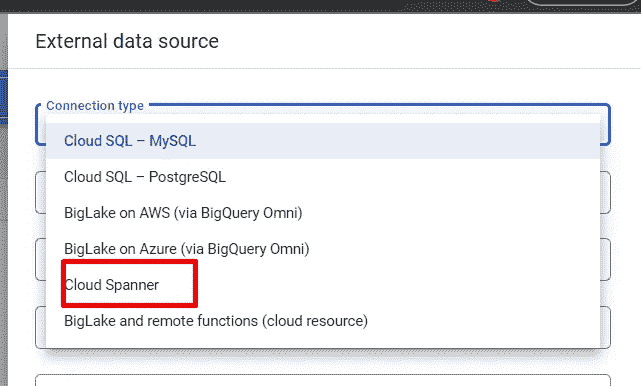 External data source
Connection type
Cloud SQL – MySQL
Cloud SQL – PostgreSQL
BigLake on AWS (via BigQuery Omni)
BigLake on Azure (via BigQuery Omni)
Cloud Spanner
BigLake and remote functions (cloud resource)